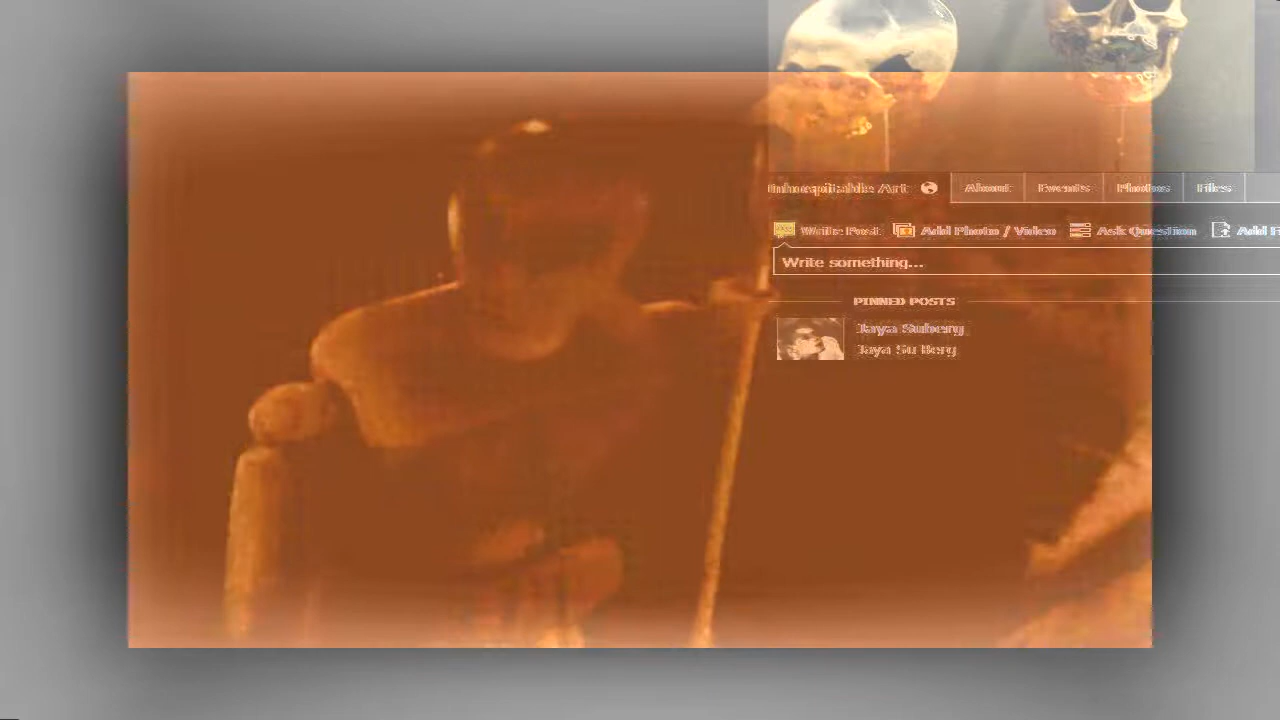 Inhospitable Art About Events Photos Files
Write Post Add Photo / Video Ask Question Add
Write something...
PINNED POSTS
Jaya Suberg
Jaya Su Berg